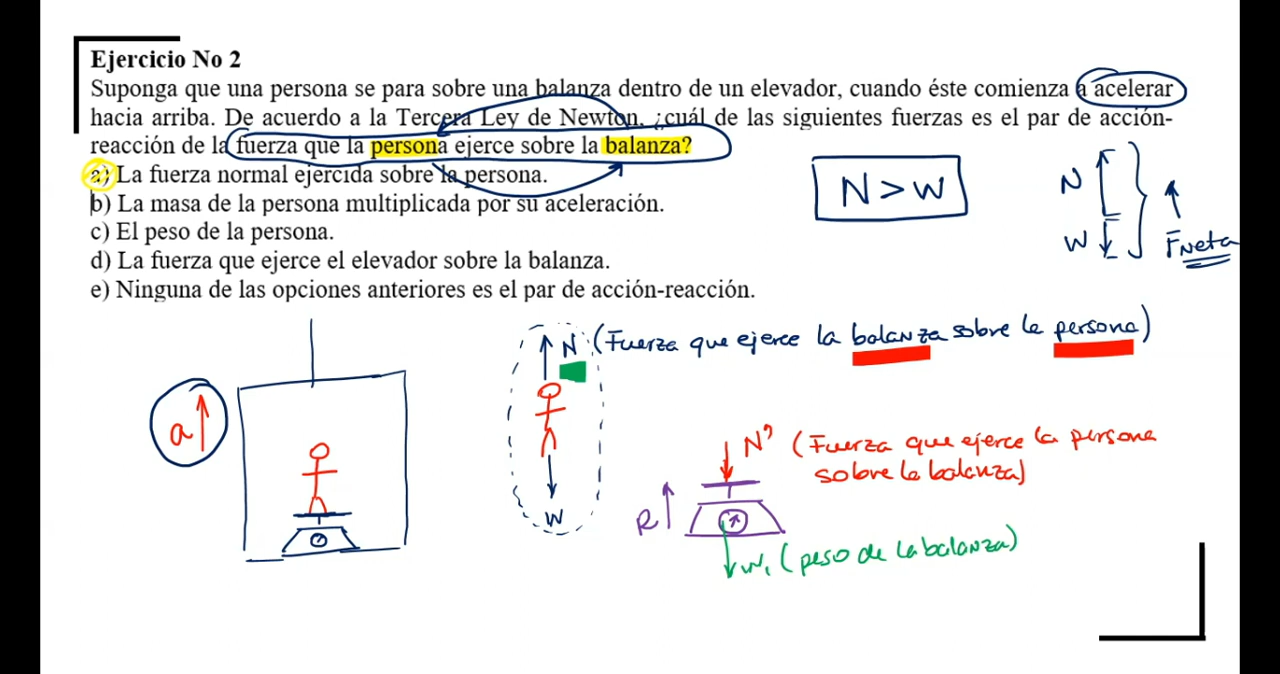 Ejercicio No 2
Suponga que una persona se para sobre una balanza dentro de un elevador, cuando éste comienza a acelerar
hacia arriba. De acuerdo a la Tercera Ley de Newton. ¿cuál de las siguientes fuerzas es el par de acción-
reacción de la fuerza que la persona ejerce sobre la balanza?
a) La fuerza normal ejercida sobre la persona.
b) La masa de la persona multiplicada por su aceleración.
c) El peso de la persona.
d) La fuerza que ejerce el elevador sobre la balanza.
e) Ninguna de las opciones anteriores es el par de acción-reacción.
N > W
N
W
FNeta
a
N (Fuerza que ejerce la balanza sobre la persona)
W
N' (Fuerza que ejerce la persona
sobre la balanza)
R
W₁ (peso de la balanza)